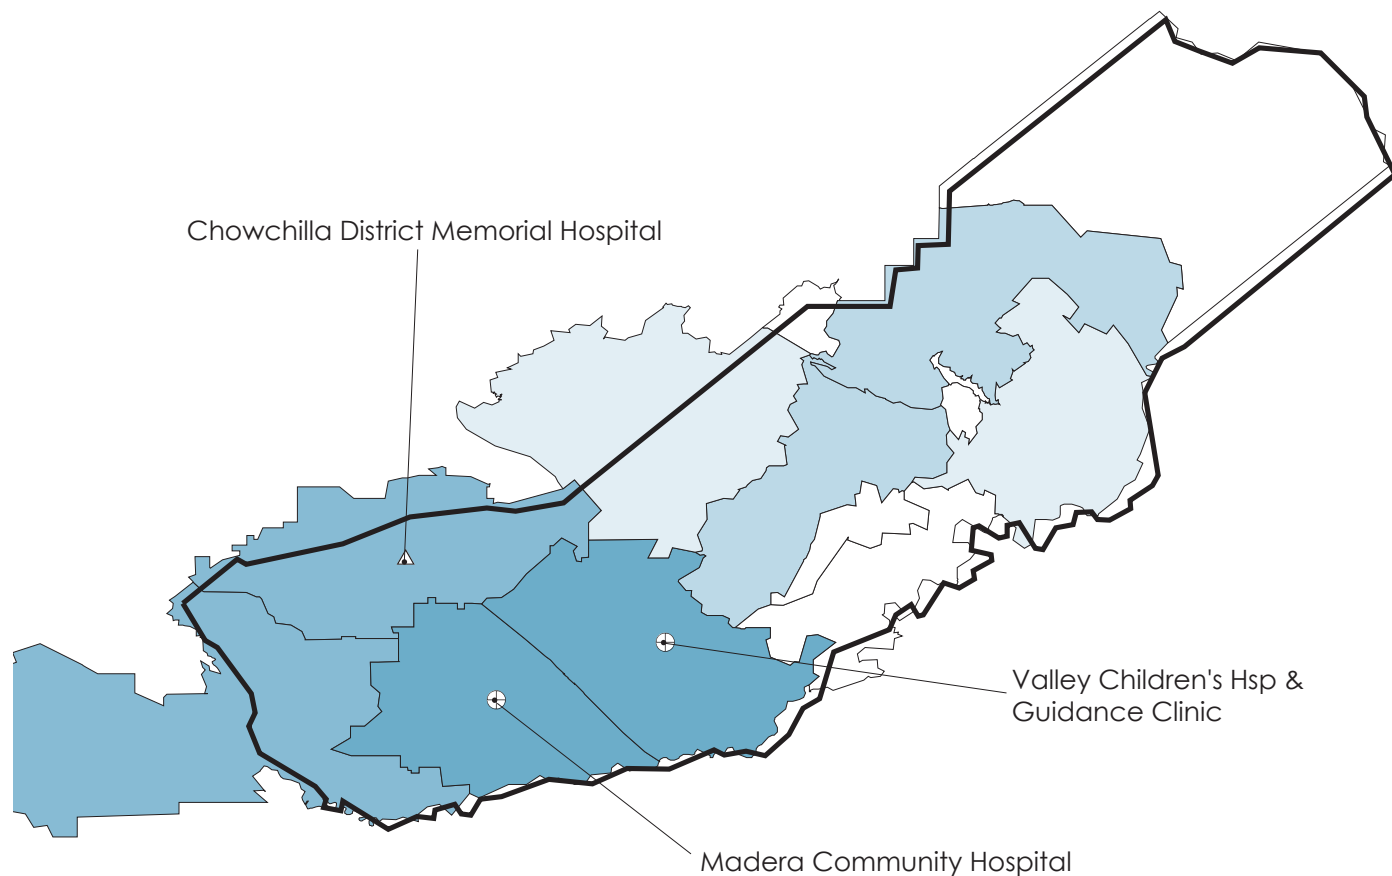 Chowchilla District Memorial Hospital
Valley Children's Hsp &
Guidance Clinic
Madera Community Hospital